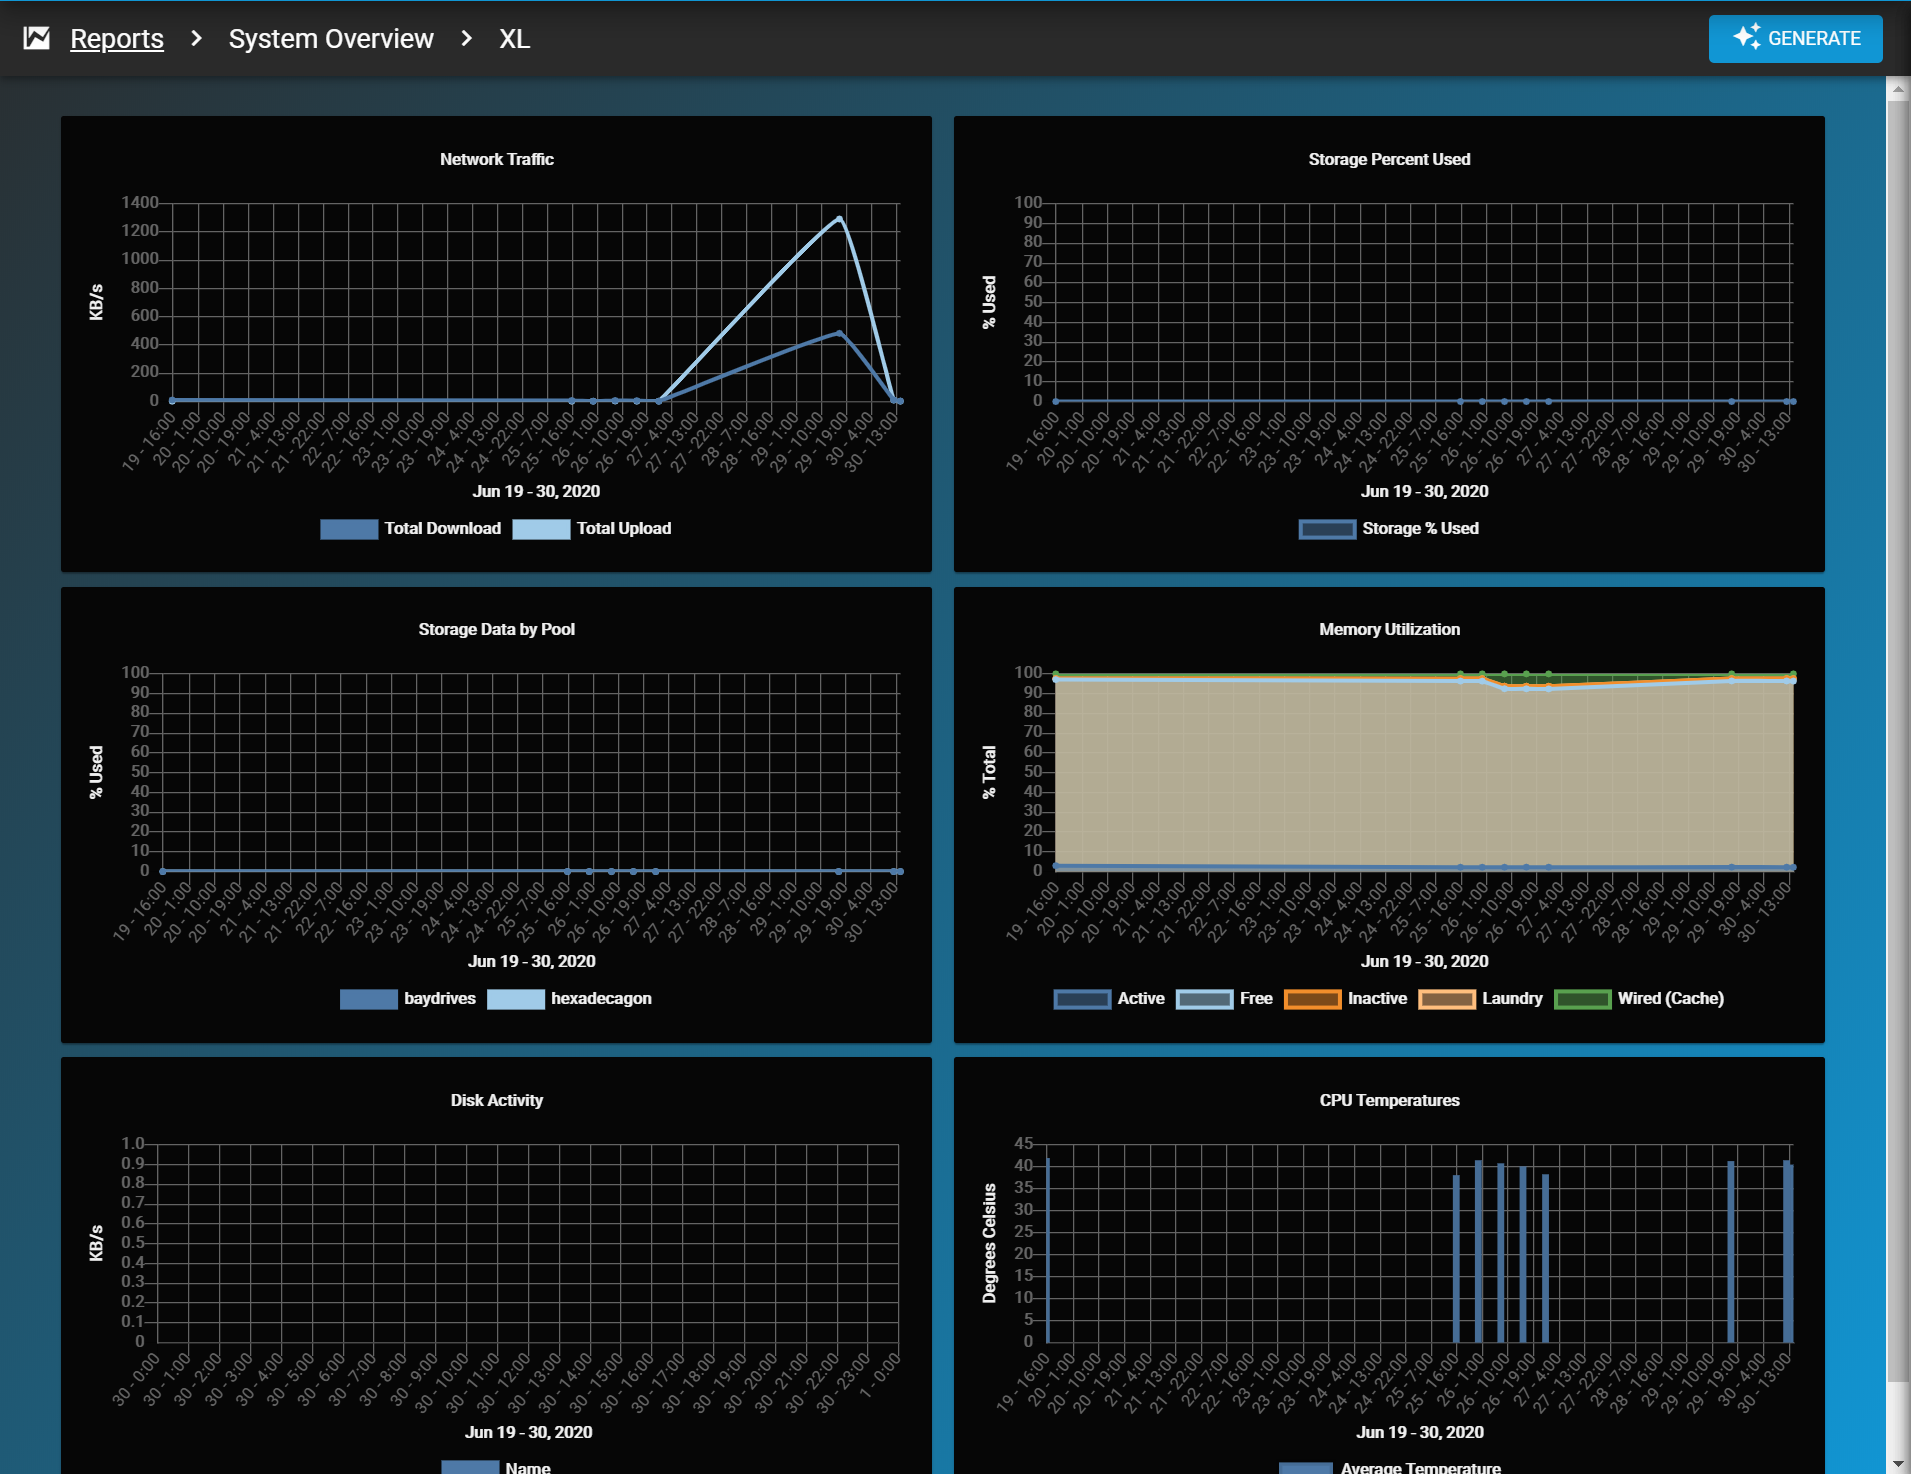 Reports > System Overview > XL
GENERATE
Network Traffic
KB/s
1400
1200
1000
800
600
400
200
0
19 - 16:00 20 - 1:00 20 - 10:00 20 - 19:00 21 - 4:00 21 - 13:00 21 - 22:00 22 - 7:00 22 - 16:00 23 - 1:00 23 - 10:00 23 - 19:00 24 - 4:00 24 - 13:00 24 - 22:00 25 - 7:00 25 - 16:00 26 - 1:00 26 - 10:00 26 - 19:00 27 - 4:00 27 - 13:00 27 - 22:00 28 - 7:00 28 - 16:00 29 - 1:00 29 - 10:00 29 - 19:00 30 - 4:00 30 - 13:00
Jun 19 - 30, 2020
Total Download Total Upload
Storage Percent Used
% Used
100
90
80
70
60
50
40
30
20
10
0
19 - 16:00 20 - 1:00 20 - 10:00 20 - 19:00 21 - 4:00 21 - 13:00 21 - 22:00 22 - 7:00 22 - 16:00 23 - 1:00 23 - 10:00 23 - 19:00 24 - 4:00 24 - 13:00 24 - 22:00 25 - 7:00 25 - 16:00 26 - 1:00 26 - 10:00 26 - 19:00 27 - 4:00 27 - 13:00 27 - 22:00 28 - 7:00 28 - 16:00 29 - 1:00 29 - 10:00 29 - 19:00 30 - 4:00 30 - 13:00
Jun 19 - 30, 2020
Storage % Used
Storage Data by Pool
% Used
100
90
80
70
60
50
40
30
20
10
0
19 - 16:00 20 - 1:00 20 - 10:00 20 - 19:00 21 - 4:00 21 - 13:00 21 - 22:00 22 - 7:00 22 - 16:00 23 - 1:00 23 - 10:00 23 - 19:00 24 - 4:00 24 - 13:00 24 - 22:00 25 - 7:00 25 - 16:00 26 - 1:00 26 - 10:00 26 - 19:00 27 - 4:00 27 - 13:00 27 - 22:00 28 - 7:00 28 - 16:00 29 - 1:00 29 - 10:00 29 - 19:00 30 - 4:00 30 - 13:00
Jun 19 - 30, 2020
baydrives hexadecagon
Memory Utilization
% Total
100
90
80
70
60
50
40
30
20
10
0
19 - 16:00 20 - 1:00 20 - 10:00 20 - 19:00 21 - 4:00 21 - 13:00 21 - 22:00 22 - 7:00 22 - 16:00 23 - 1:00 23 - 10:00 23 - 19:00 24 - 4:00 24 - 13:00 24 - 22:00 25 - 7:00 25 - 16:00 26 - 1:00 26 - 10:00 26 - 19:00 27 - 4:00 27 - 13:00 27 - 22:00 28 - 7:00 28 - 16:00 29 - 1:00 29 - 10:00 29 - 19:00 30 - 4:00 30 - 13:00
Jun 19 - 30, 2020
Active Free Inactive Laundry Wired (Cache)
Disk Activity
KB/s
1.0
0.9
0.8
0.7
0.6
0.5
0.4
0.3
0.2
0.1
0
30 - 0:00 30 - 1:00 30 - 2:00 30 - 3:00 30 - 4:00 30 - 5:00 30 - 6:00 30 - 7:00 30 - 8:00 30 - 9:00 30 - 10:00 30 - 11:00 30 - 12:00 30 - 13:00 30 - 14:00 30 - 15:00 30 - 16:00 30 - 17:00 30 - 18:00 30 - 19:00 30 - 20:00 30 - 21:00 30 - 22:00 30 - 23:00 1 - 0:00
Jun 19 - 30, 2020
Name
CPU Temperatures
Degrees Celsius
45
40
35
30
25
20
15
10
5
0
19 - 16:00 20 - 1:00 20 - 10:00 20 - 19:00 21 - 4:00 21 - 13:00 21 - 22:00 22 - 7:00 22 - 16:00 23 - 1:00 23 - 10:00 23 - 19:00 24 - 4:00 24 - 13:00 24 - 22:00 25 - 7:00 25 - 16:00 26 - 1:00 26 - 10:00 26 - 19:00 27 - 4:00 27 - 13:00 27 - 22:00 28 - 7:00 28 - 16:00 29 - 1:00 29 - 10:00 29 - 19:00 30 - 4:00 30 - 13:00
Jun 19 - 30, 2020
Average Temperature